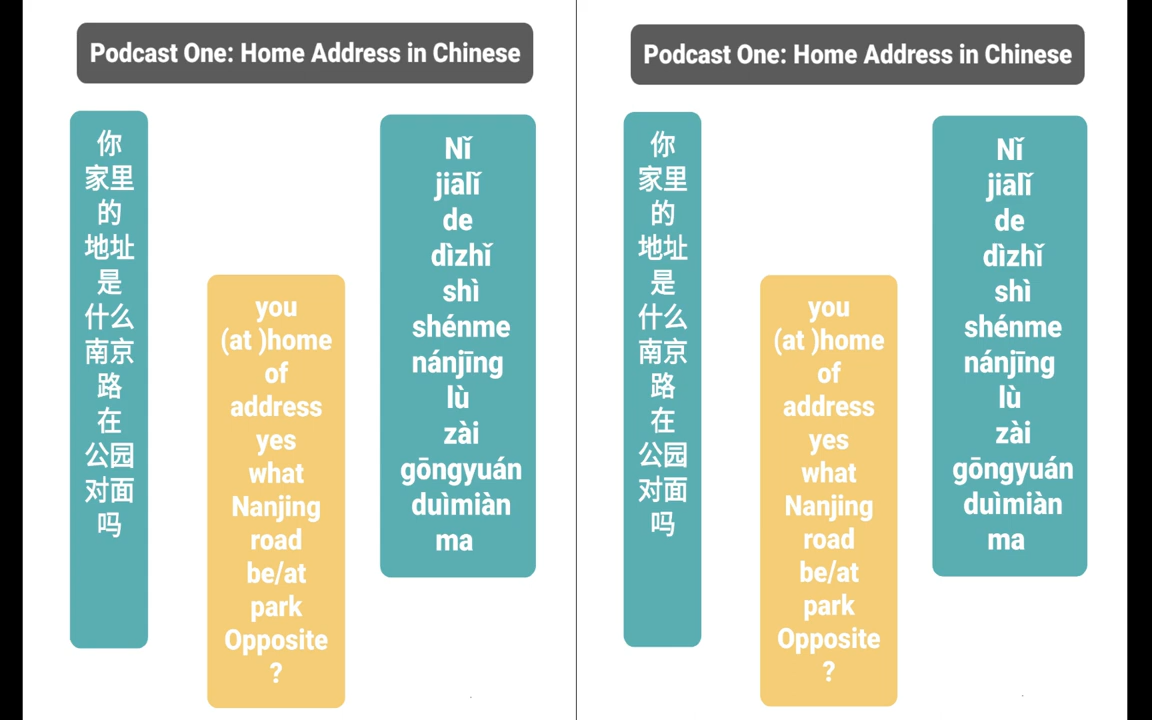 Podcast One: Home Address in Chinese
你
家里
的
地址
是
什么
南京
路
在
公园
对面
吗
you
(at )home
of
address
yes
what
Nanjing
road
be/at
park
Opposite
?
Nǐ
jiālǐ
de
dìzhǐ
shì
shénme
nánjīng
lù
zài
gōngyuán
duìmiàn
ma
Podcast One: Home Address in Chinese
你
家里
的
地址
是
什么
南京
路
在
公园
对面
吗
you
(at )home
of
address
yes
what
Nanjing
road
be/at
park
Opposite
?
Nǐ
jiālǐ
de
dìzhǐ
shì
shénme
nánjīng
lù
zài
gōngyuán
duìmiàn
ma